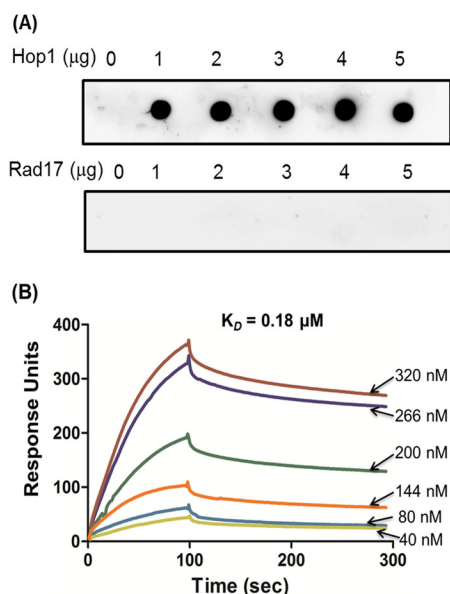 (A)
Hop1 (µg) 0 1 2 3 4 5
Rad17 (µg) 0 1 2 3 4 5
(B)
K_D = 0.18 µM
Response Units
400
300
200
100
0
320 nM
266 nM
200 nM
144 nM
80 nM
40 nM
0 100 200 300
Time (sec)